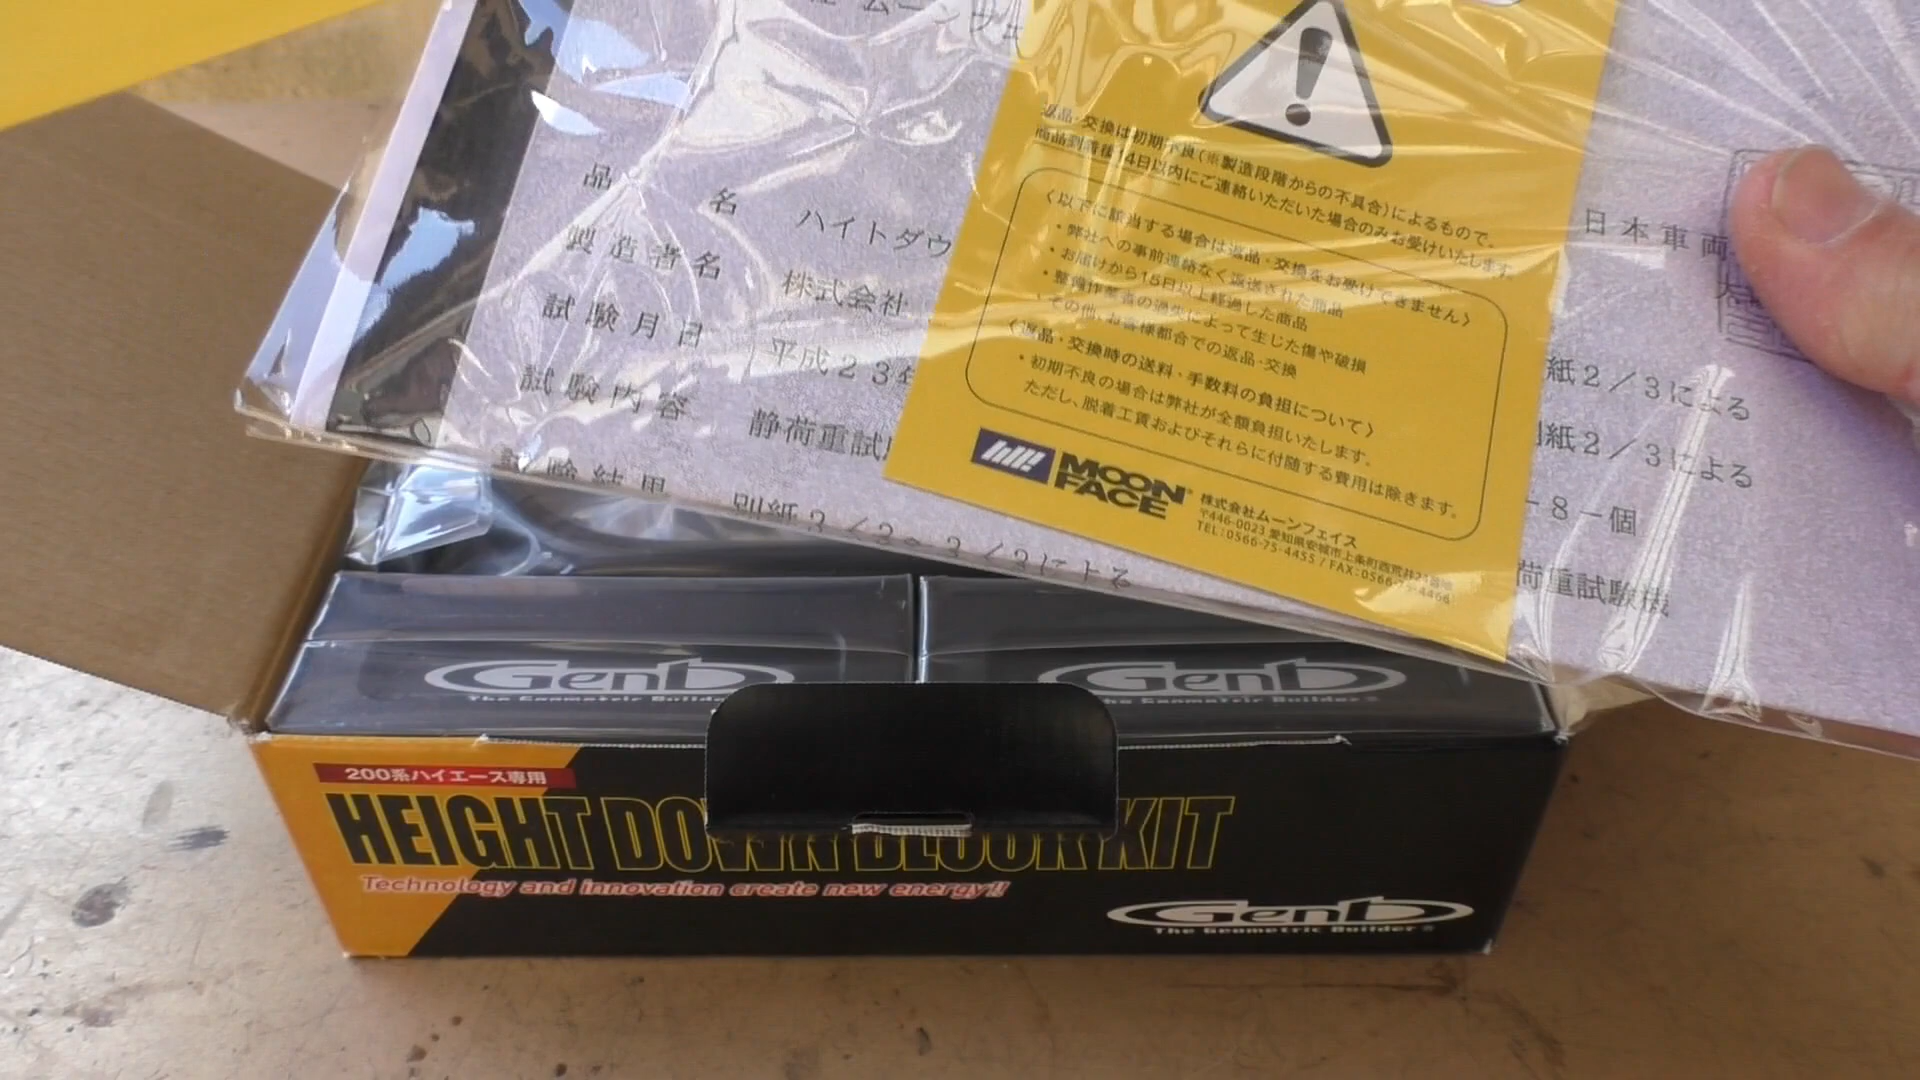 ムーンフェ
品名 ハイトダウ
製造者名 株式会社
試験月日 平成23年
試験内容 静荷重試
試験結果 別紙2/3~3/3による
返品・交換は初期不良(※製造段階からの不具合)によるもので、
商品到着後14日以内にご連絡いただいた場合のみお受けいたします。
〈以下に該当する場合は返品・交換をお受けできません〉
・弊社への事前連絡なく返送された商品
・お届けから15日以上経過した商品
・整備作業者の過失によって生じた傷や破損
・その他、お客様都合での返品・交換
〈返品・交換時の送料・手数料の負担について〉
・初期不良の場合は弊社が全額負担いたします。
ただし、脱着工賃およびそれらに付随する費用は除きます。
MOON FACE
株式会社ムーンフェイス
〒446-0023 愛知県安城市上条町西荒井
TEL:0566-75-4455 / FAX:0566-75-4466
日本車両
紙2/3による
紙2/3による
-8-個
荷重試験機
GenB
The Geometric Builder
GenB
The Geometric Builder®
200系ハイエース専用
HEIGHT DOWN BLOCK KIT
Technology and innovation create new energy!!
GenB
The Geometric Builder®